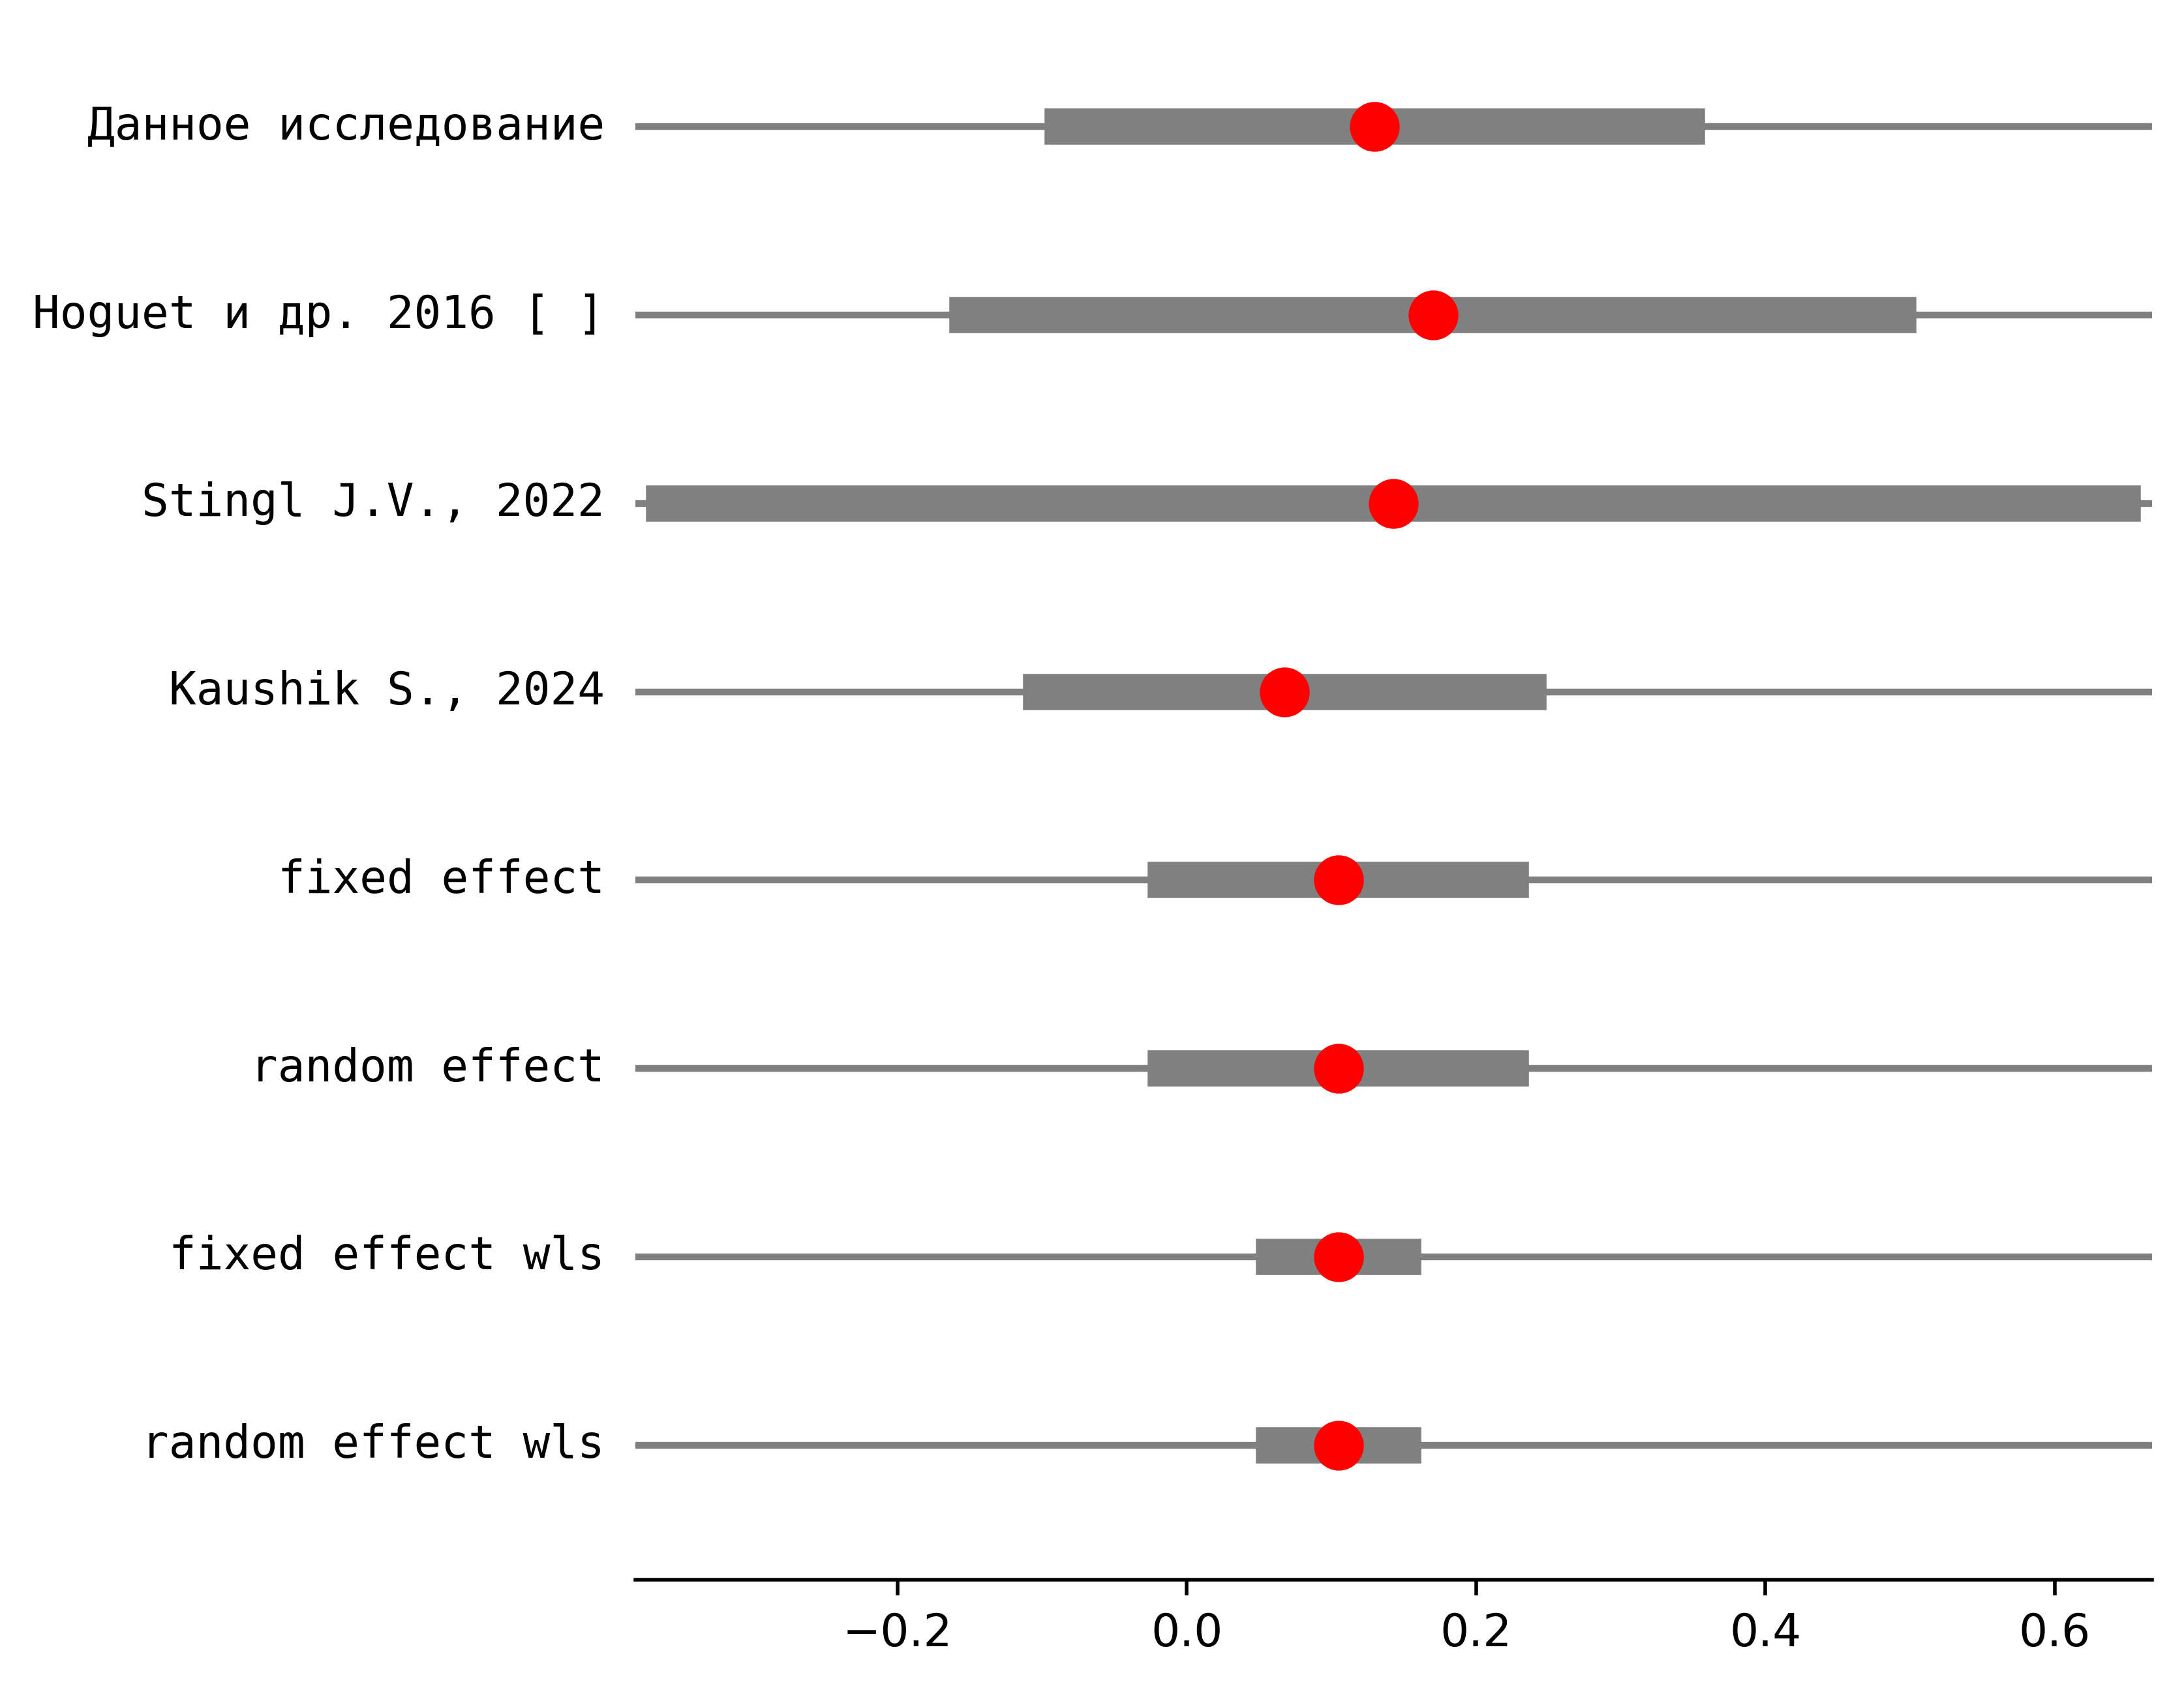 Данное исследование
Hoguet и др. 2016 [ ]
Stingl J.V., 2022
Kaushik S., 2024
fixed effect
random effect
fixed effect wls
random effect wls
−0.2 0.0 0.2 0.4 0.6